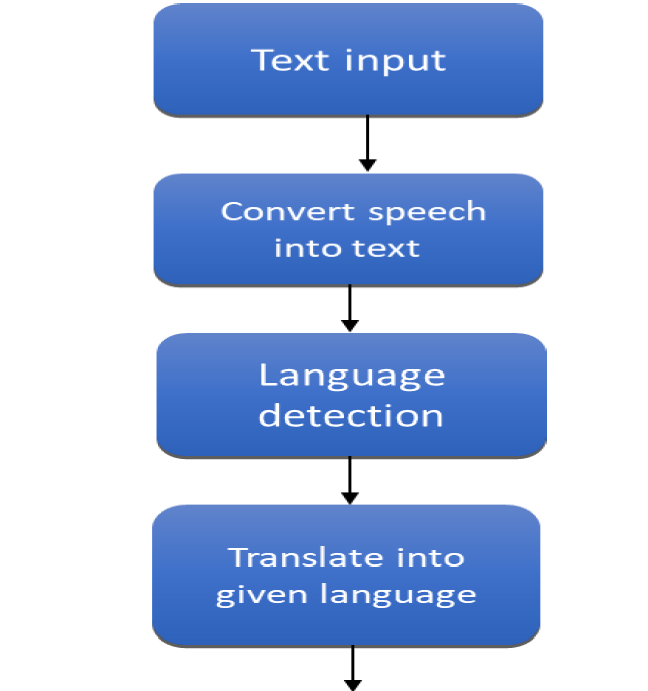 Text input
Convert speech
into text
Language
detection
Translate into
given language